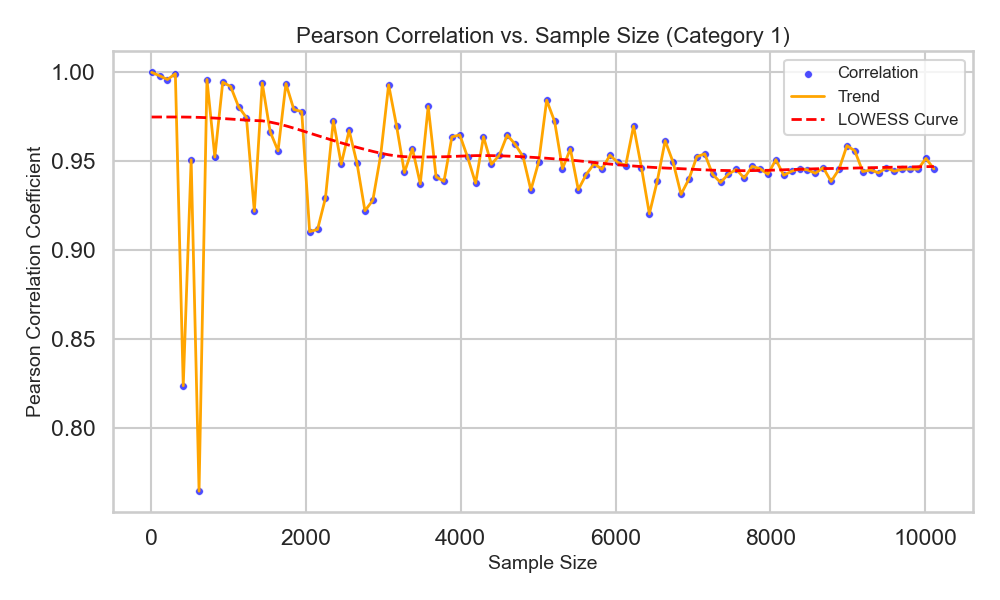 Pearson Correlation vs. Sample Size (Category 1)
Correlation
Trend
LOWESS Curve
Pearson Correlation Coefficient
1.00
0.95
0.90
0.85
0.80
0
2000
4000
6000
8000
10000
Sample Size